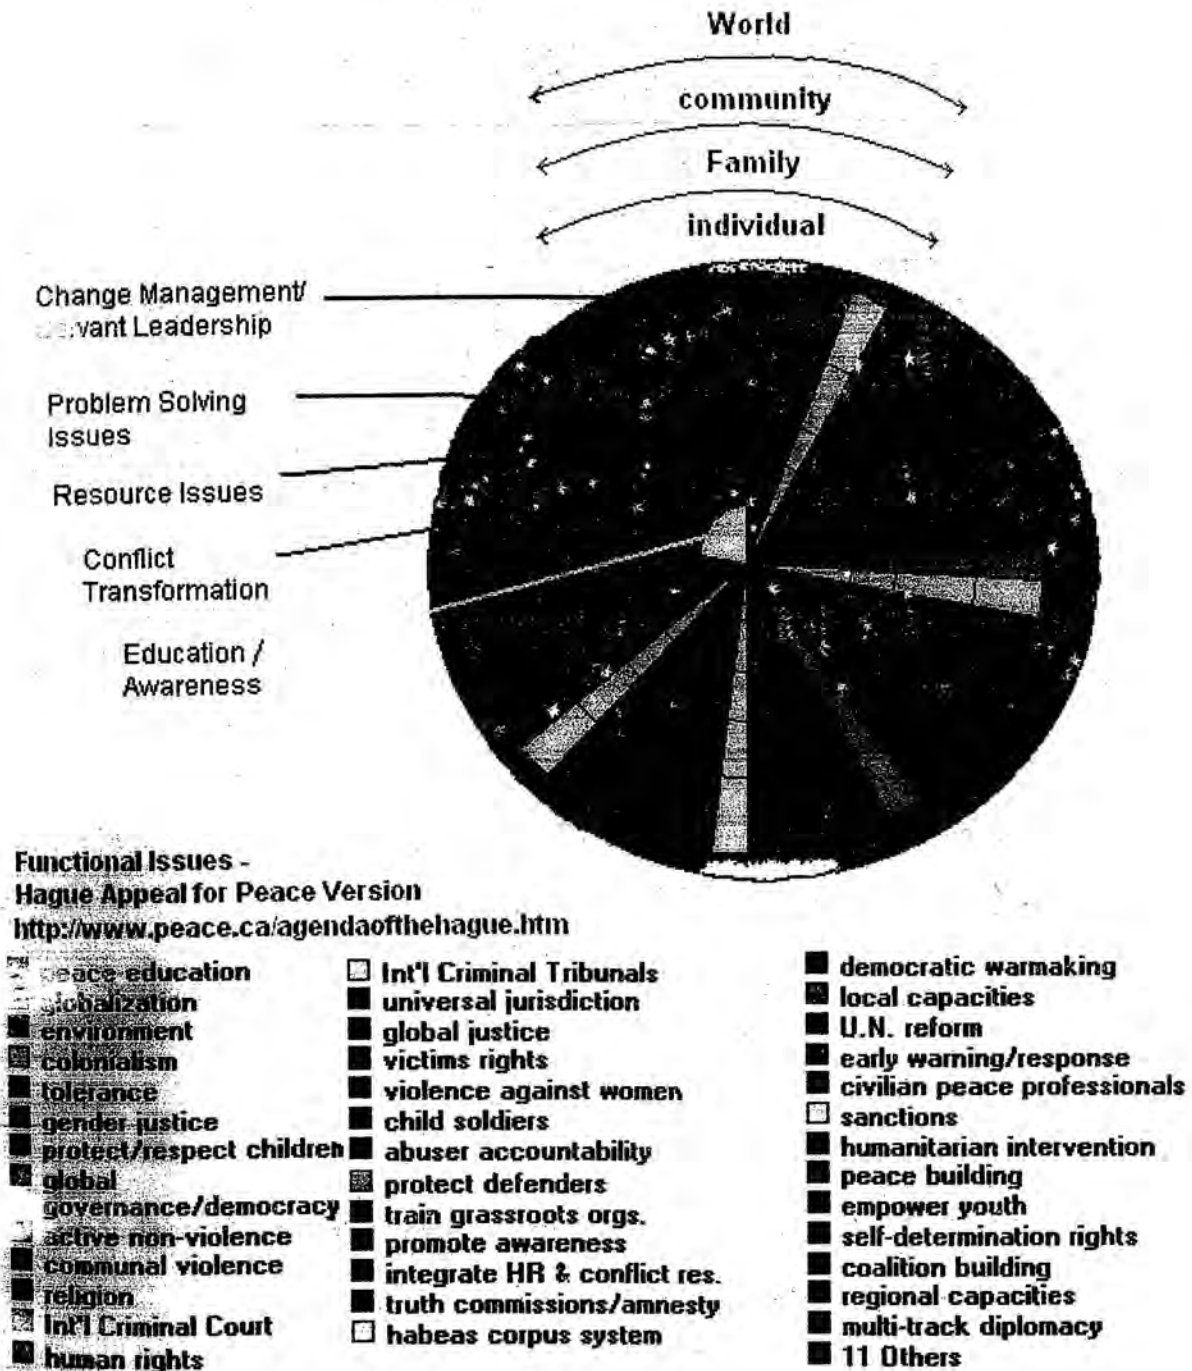 World
community
Family
individual
Change Management/
vant Leadership
Problem Solving
Issues
Resource Issues
Conflict
Transformation
Education /
Awareness
Functional Issues -
Hague Appeal for Peace Version
http://www.peace.ca/agendaofthehague.htm
peace education
globalization
environment
colonialism
tolerance
gender justice
protect/respect children
global
governance/democracy
active non-violence
communal violence
religion
Int'l Criminal Court
human rights
Int'l Criminal Tribunals
universal jurisdiction
global justice
victims rights
violence against women
child soldiers
abuser accountability
protect defenders
train grassroots orgs.
promote awareness
integrate HR & conflict res.
truth commissions/amnesty
habeas corpus system
democratic warmaking
local capacities
U.N. reform
early warning/response
civilian peace professionals
sanctions
humanitarian intervention
peace building
empower youth
self-determination rights
coalition building
regional capacities
multi-track diplomacy
11 Others